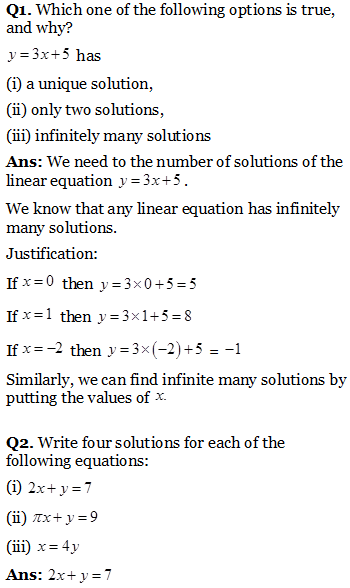 Q1. Which one of the following options is true,
and why?
y=3x+5 has
(i) a unique solution,
(ii) only two solutions,
(iii) infinitely many solutions
Ans: We need to the number of solutions of the
linear equation y=3x+5.
We know that any linear equation has infinitely
many solutions.
Justification:
If x=0 then y=3×0+5=5
If x=1 then y=3×1+5=8
If x=−2 then y=3×(−2)+5 = −1
Similarly, we can find infinite many solutions by
putting the values of x.
Q2. Write four solutions for each of the
following equations:
(i) 2x+y=7
(ii) πx+y=9
(iii) x=4y
Ans: 2x+y=7